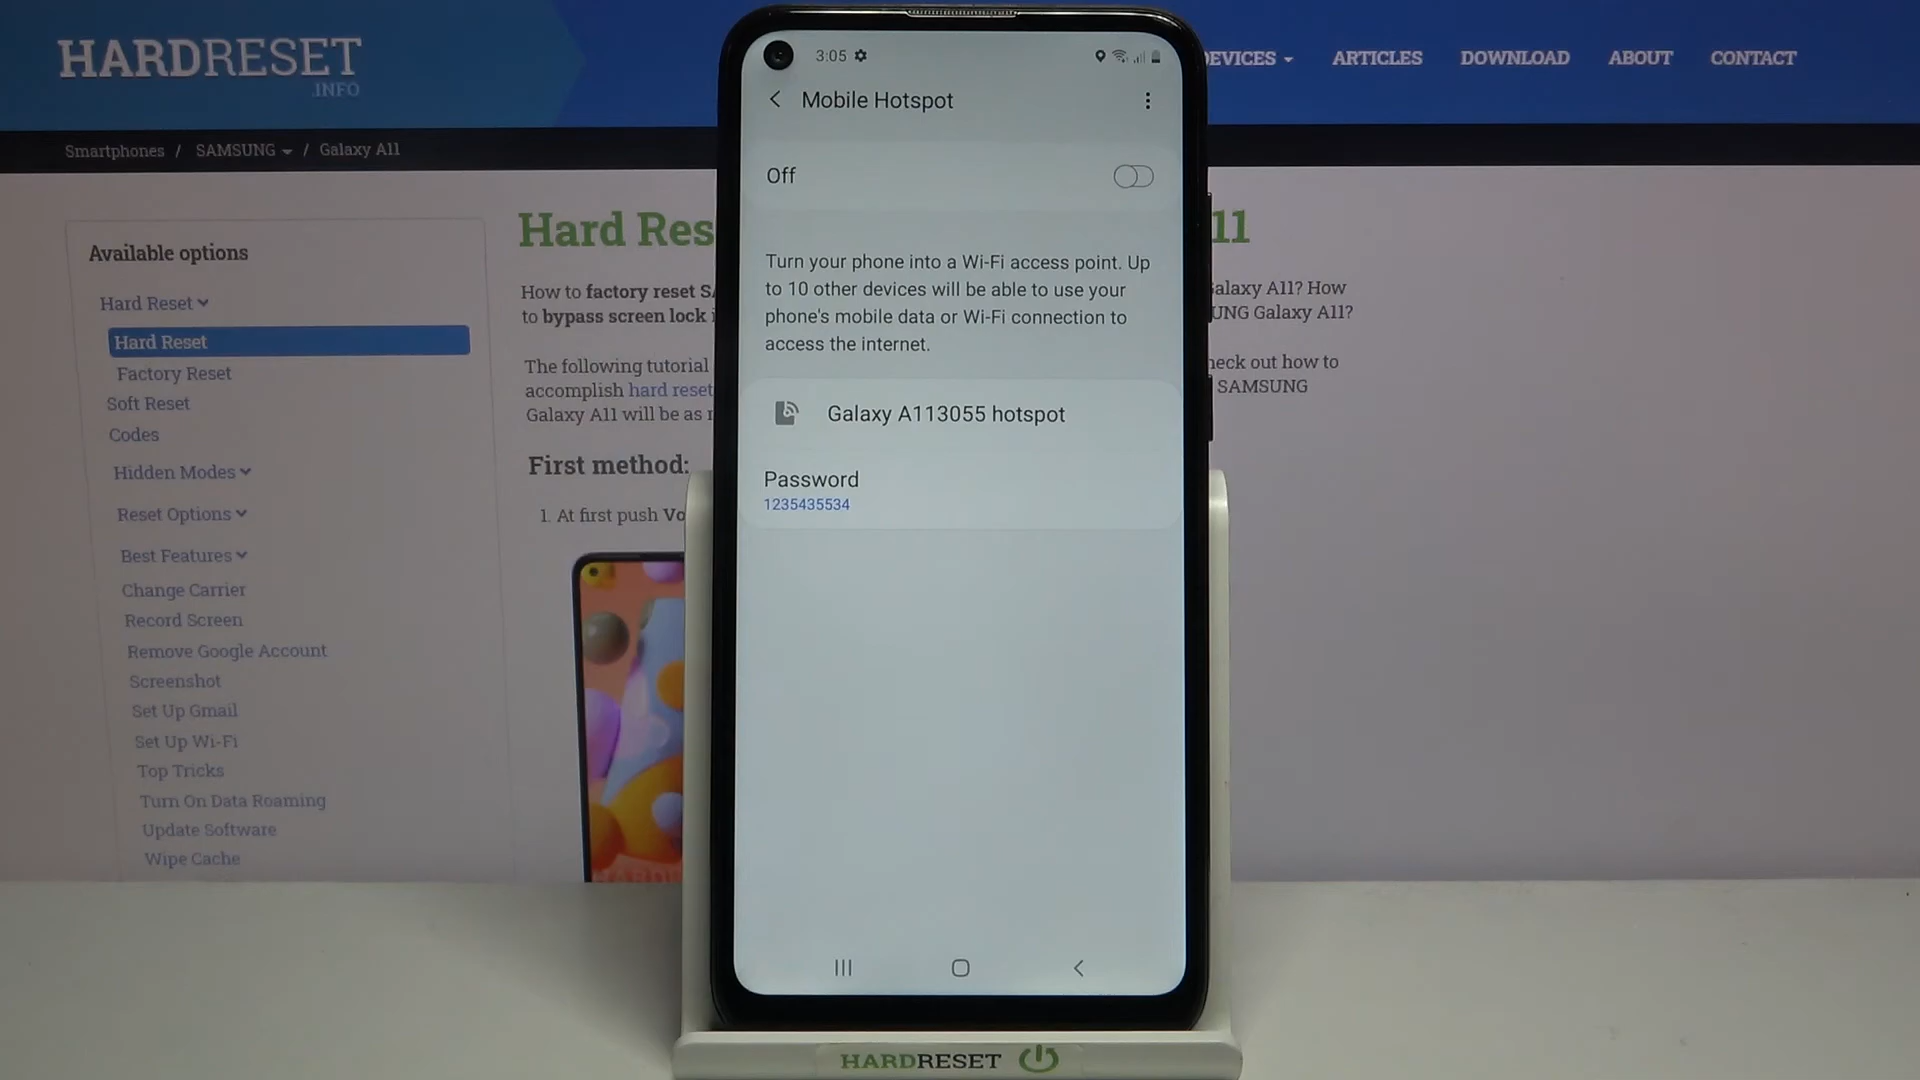 HARDRESET
.INFO
DEVICES
ARTICLES
DOWNLOAD
ABOUT
CONTACT
Smartphones / SAMSUNG / Galaxy A11
Available options
Hard Reset
Hard Reset
Factory Reset
Soft Reset
Codes
Hidden Modes
Reset Options
Best Features
Change Carrier
Record Screen
Remove Google Account
Screenshot
Set Up Gmail
Set Up Wi-Fi
Top Tricks
Turn On Data Roaming
Update Software
Wipe Cache
Hard Res
11
How to factory reset SA
Galaxy A11? How
to bypass screen lock
UNG Galaxy A11?
The following tutorial
heck out how to
accomplish hard reset
SAMSUNG
Galaxy A11 will be as
First method:
1. At first push Vo
3:05
Mobile Hotspot
Off
Turn your phone into a Wi-Fi access point. Up
to 10 other devices will be able to use your
phone's mobile data or Wi-Fi connection to
access the internet.
Galaxy A113055 hotspot
Password
1235435534
HARDRESET